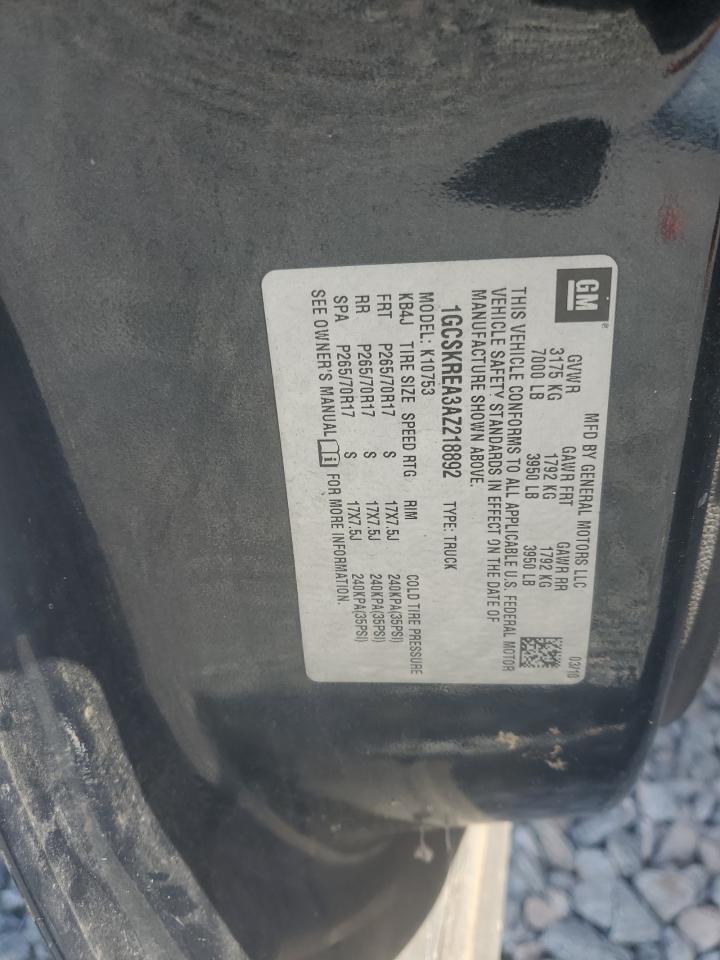 GM
MFD BY GENERAL MOTORS LLC
03/10
GVWR GAWR FRT GAWR RR
3175 KG 1792 KG 1792 KG
7000 LB 3950 LB 3950 LB
THIS VEHICLE CONFORMS TO ALL APPLICABLE U.S. FEDERAL MOTOR
VEHICLE SAFETY STANDARDS IN EFFECT ON THE DATE OF
MANUFACTURE SHOWN ABOVE.
1GCSKREA3AZ218892 TYPE: TRUCK
MODEL: K10753
KB4J TIRE SIZE SPEED RTG RIM COLD TIRE PRESSURE
FRT P265/70R17 S 17X7.5J 240KPA(35PSI)
RR P265/70R17 S 17X7.5J 240KPA(35PSI)
SPA P265/70R17 S 17X7.5J 240KPA(35PSI)
SEE OWNER'S MANUAL FOR MORE INFORMATION.